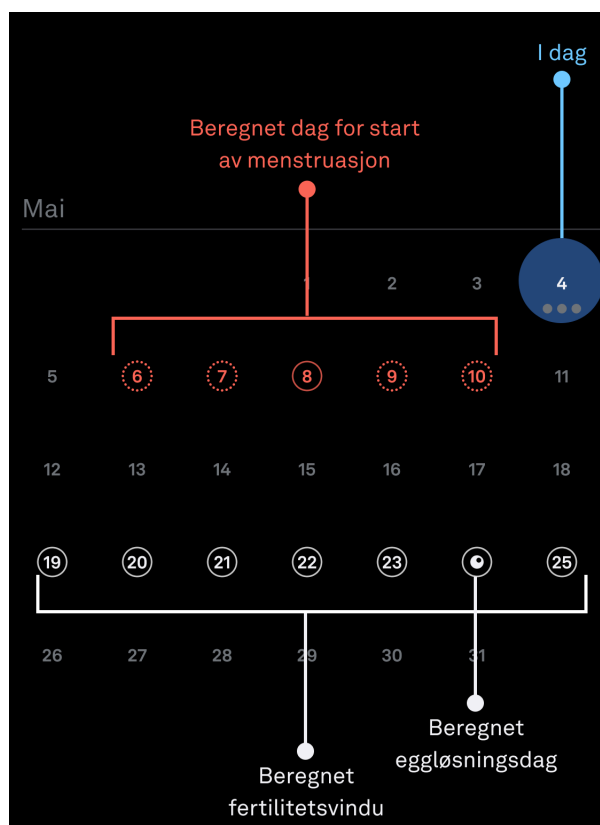 I dag
Beregnet dag for start
av menstruasjon
Mai
1 2 3 4
5 6 7 8 9 10 11
12 13 14 15 16 17 18
19 20 21 22 23 25
26 27 28 29 30 31
Beregnet
eggløsningsdag
Beregnet
fertilitetsvindu